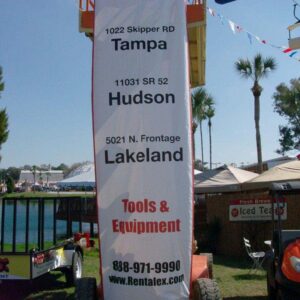 1022 Skipper RD
Tampa
11031 SR 52
Hudson
5021 N. Frontage
Lakeland
Tools &
Equipment
888-971-9990
www.Rentalex.com
Iced Tea